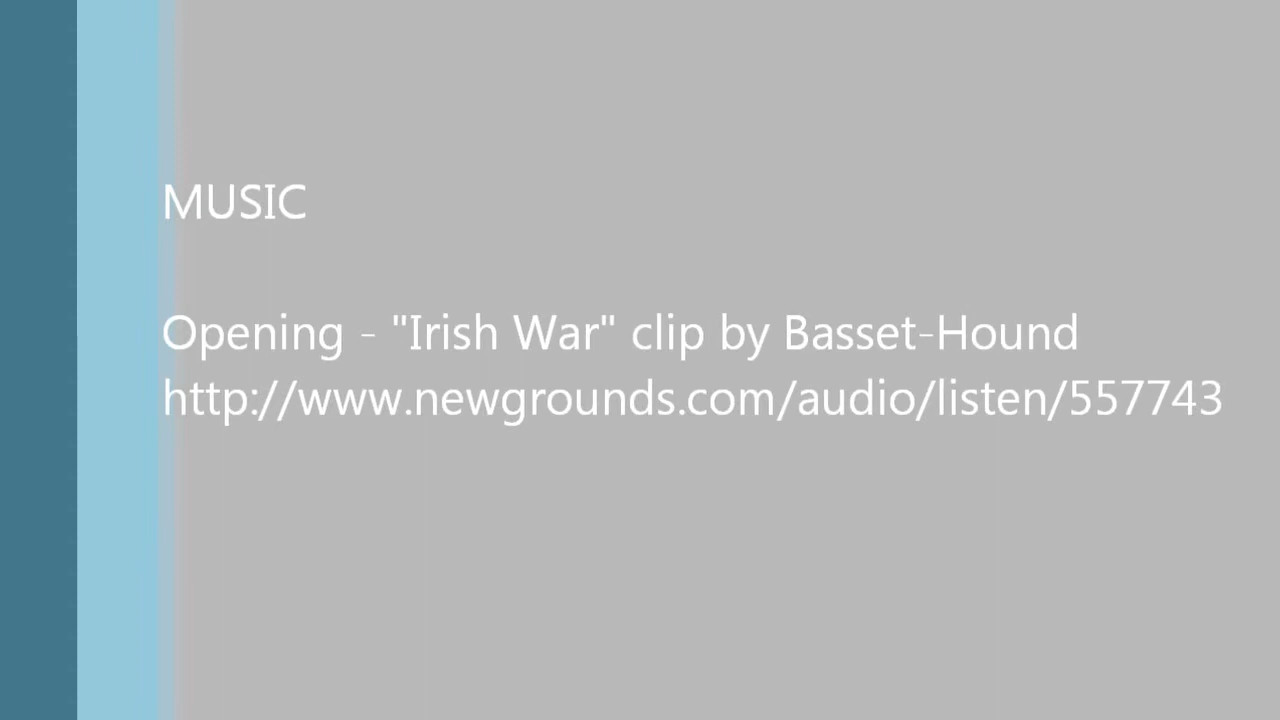 MUSIC
Opening - "Irish War" clip by Basset-Hound
http://www.newgrounds.com/audio/listen/557743